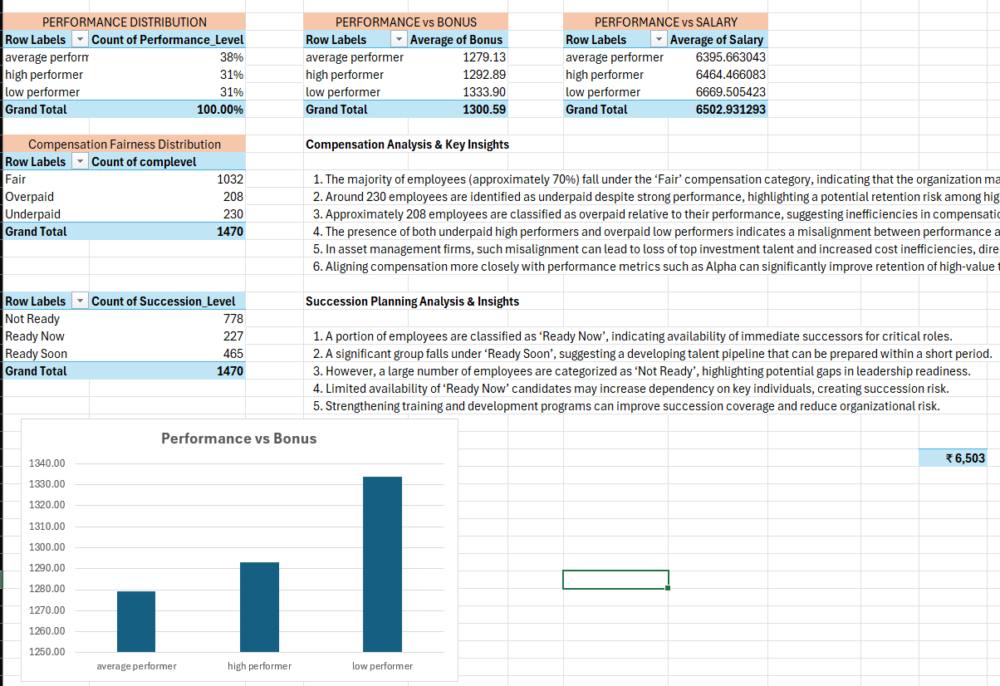 PERFORMANCE DISTRIBUTION PERFORMANCE vs BONUS PERFORMANCE vs SALARY
Row Labels Count of Performance_Level Row Labels Average of Bonus Row Labels Average of Salary
average perforn 38% average performer 1279.13 average performer 6395.663043
high performer 31% high performer 1292.89 high performer 6464.466083
low performer 31% low performer 1333.90 low performer 6669.505423
Grand Total 100.00% Grand Total 1300.59 Grand Total 6502.931293
Compensation Fairness Distribution Compensation Analysis & Key Insights
Row Labels Count of complevel
Fair 1032 1. The majority of employees (approximately 70%) fall under the ‘Fair’ compensation category, indicating that the organization ma
Overpaid 208 2. Around 230 employees are identified as underpaid despite strong performance, highlighting a potential retention risk among hig
Underpaid 230 3. Approximately 208 employees are classified as overpaid relative to their performance, suggesting inefficiencies in compensatio
Grand Total 1470 4. The presence of both underpaid high performers and overpaid low performers indicates a misalignment between performance a
5. In asset management firms, such misalignment can lead to loss of top investment talent and increased cost inefficiencies, dire
6. Aligning compensation more closely with performance metrics such as Alpha can significantly improve retention of high-value t
Row Labels Count of Succession_Level Succession Planning Analysis & Insights
Not Ready 778
Ready Now 227 1. A portion of employees are classified as ‘Ready Now’, indicating availability of immediate successors for critical roles.
Ready Soon 465 2. A significant group falls under ‘Ready Soon’, suggesting a developing talent pipeline that can be prepared within a short period.
Grand Total 1470 3. However, a large number of employees are categorized as ‘Not Ready’, highlighting potential gaps in leadership readiness.
4. Limited availability of ‘Ready Now’ candidates may increase dependency on key individuals, creating succession risk.
5. Strengthening training and development programs can improve succession coverage and reduce organizational risk.
Performance vs Bonus
₹ 6,503
1340.00
1330.00
1320.00
1310.00
1300.00
1290.00
1280.00
1270.00
1260.00
1250.00
average performer high performer low performer